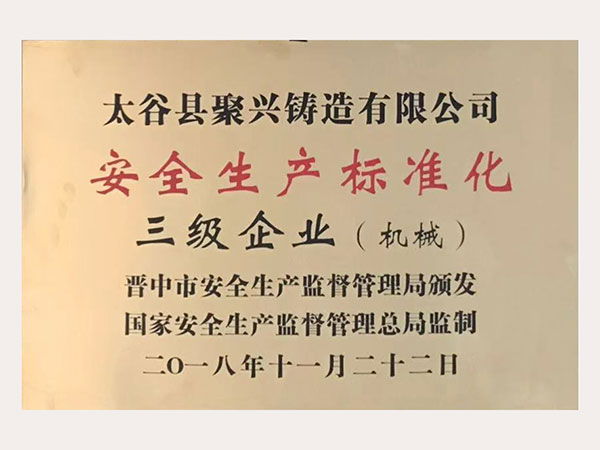 太谷县聚兴铸造有限公司
安全生产标准化
三级企业（机械）
晋中市安全生产监督管理局颁发
国家安全生产监督管理总局监制
二〇一八年十一月二十二日